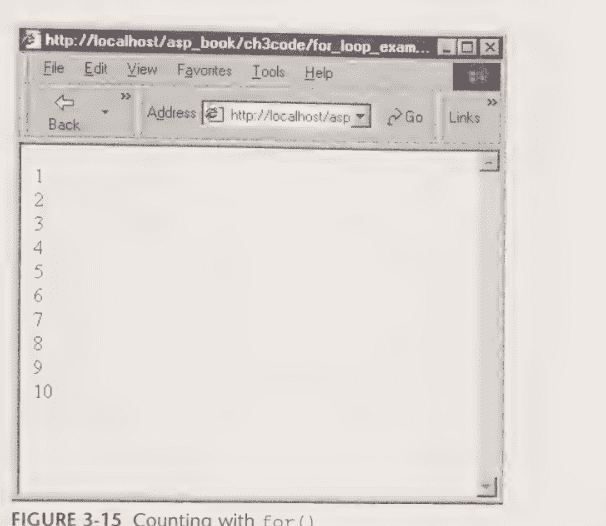 http://localhost/asp_book/ch3code/for_loop_exam...
File Edit View Favorites Tools Help
Back » Address http://localhost/asp Go Links »
1
2
3
4
5
6
7
8
9
10
FIGURE 3-15 Counting with for()